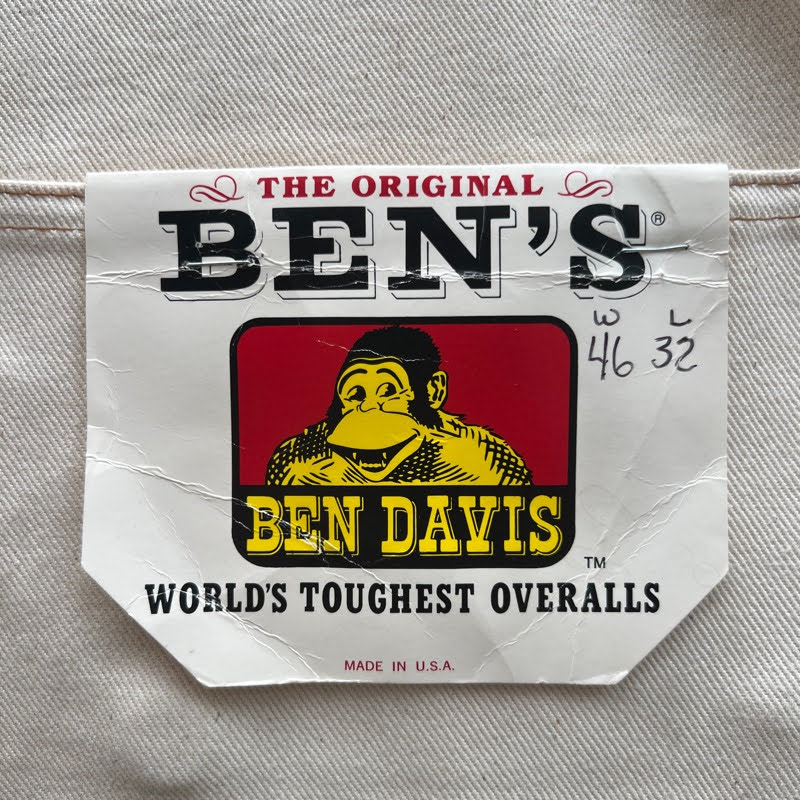 THE ORIGINAL
BEN'S®
W L
46 32
BEN DAVIS
TM
WORLD'S TOUGHEST OVERALLS
MADE IN U.S.A.